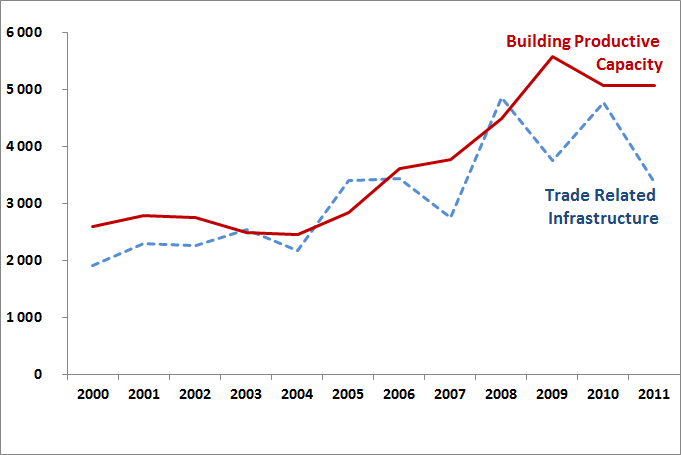 6 000
5 000
4 000
3 000
2 000
1 000
0
Building Productive
Capacity
Trade Related
Infrastructure
2000 2001 2002 2003 2004 2005 2006 2007 2008 2009 2010 2011